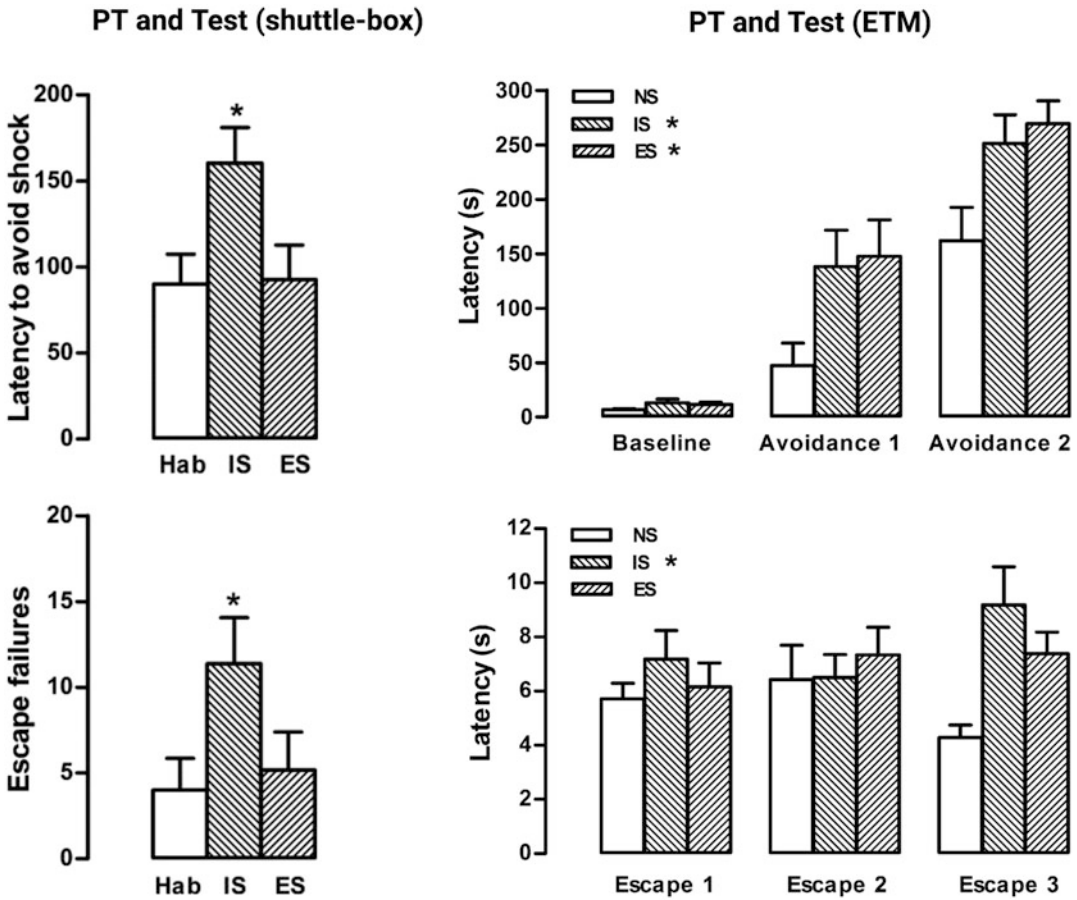 PT and Test (shuttle-box)
Latency to avoid shock
200
150
100
50
0
*
Hab IS ES
PT and Test (ETM)
Latency (s)
300
250
200
150
100
50
0
NS
IS *
ES *
Baseline Avoidance 1 Avoidance 2
Escape failures
20
15
10
5
0
*
Hab IS ES
Latency (s)
12
10
8
6
4
2
0
NS
IS *
ES
Escape 1 Escape 2 Escape 3